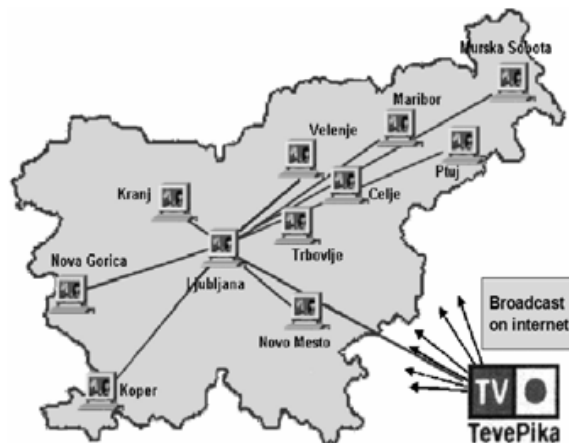 Murska Sobota
Maribor
Velenje
Ptuj
Kranj
Celje
Trbovlje
Nova Gorica
Ljubljana
Novo Mesto
Koper
Broadcast
on internet
TV
TevePika